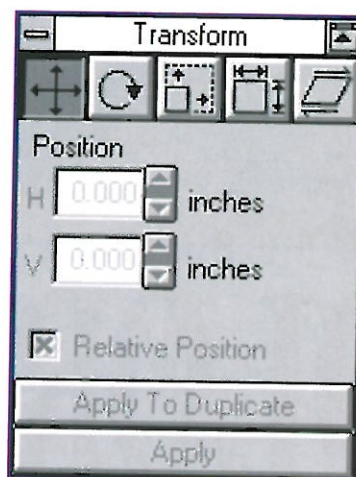 Transform
Position
H 0.000 inches
V 0.000 inches
Relative Position
Apply To Duplicate
Apply